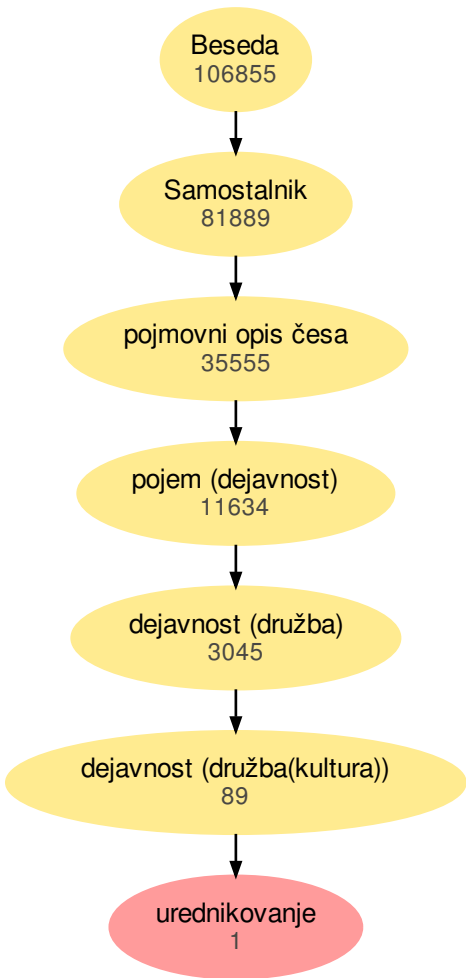 Beseda
106855
Samostalnik
81889
pojmovni opis česa
35555
pojem (dejavnost)
11634
dejavnost (družba)
3045
dejavnost (družba(kultura))
89
urednikovanje
1